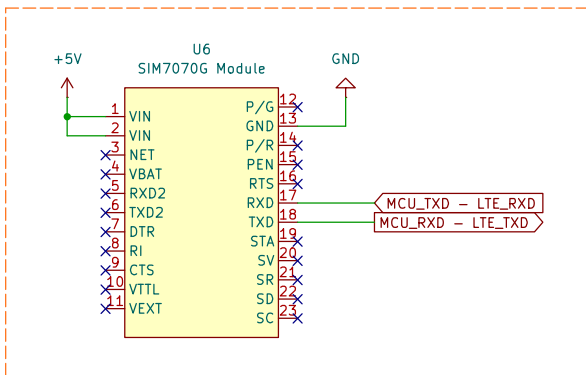 U6
SIM7070G Module
+5V
GND
1 VIN
2 VIN
3 NET
4 VBAT
5 RXD2
6 TXD2
7 DTR
8 RI
9 CTS
10 VTTL
11 VEXT
P/G 12
GND 13
P/R 14
PEN 15
RTS 16
RXD 17
TXD 18
STA 19
SV 20
SR 21
SD 22
SC 23
MCU_TXD - LTE_RXD
MCU_RXD - LTE_TXD